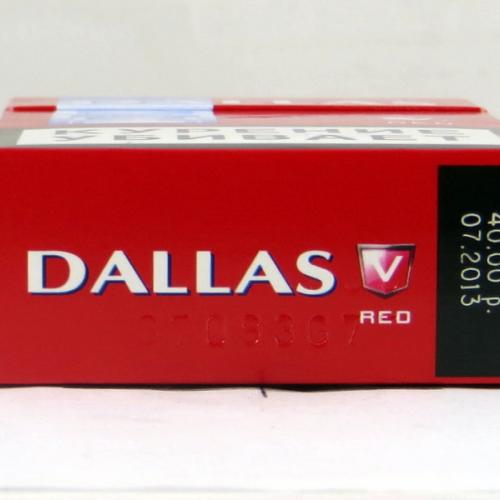 КУРЕНИЕ
УБИВАЕТ
DALLAS V
RED
40.00 р.
07.2013